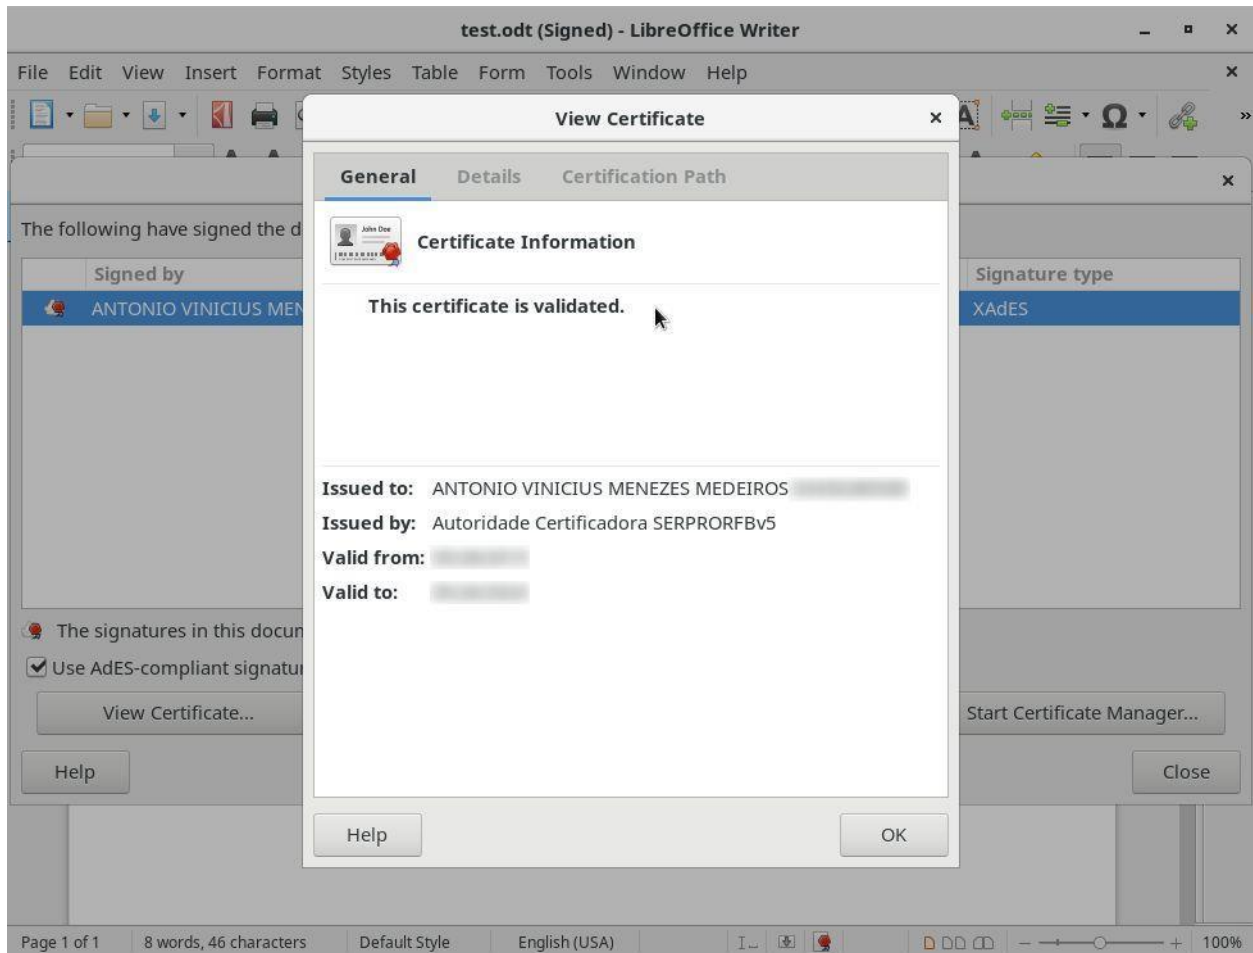 test.odt (Signed) - LibreOffice Writer
File Edit View Insert Format Styles Table Form Tools Window Help
View Certificate
General Details Certification Path
The following have signed the d
John Doe
Certificate Information
Signed by Signature type
This certificate is validated.
ANTONIO VINICIUS MEN XAdES
Issued to: ANTONIO VINICIUS MENEZES MEDEIROS
Issued by: Autoridade Certificadora SERPRORFBv5
Valid from:
Valid to:
The signatures in this docum
Use AdES-compliant signatur
View Certificate... Start Certificate Manager...
Help Close
Help OK
Page 1 of 1 8 words, 46 characters Default Style English (USA) 100%